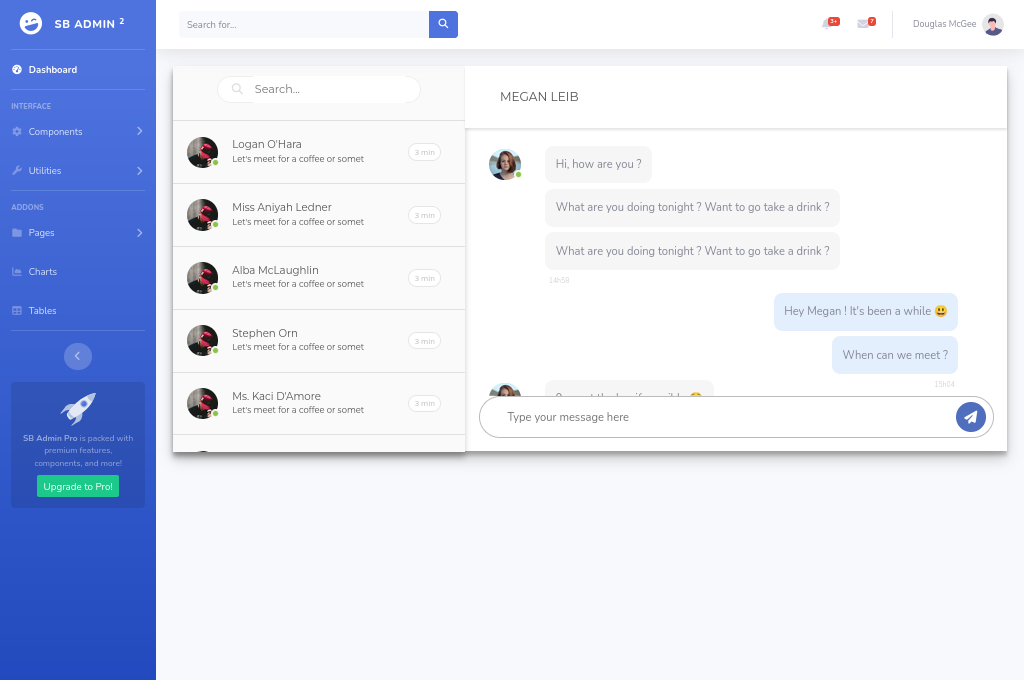 SB ADMIN 2
Dashboard
INTERFACE
Components
Utilities
ADDONS
Pages
Charts
Tables
SB Admin Pro is packed with
premium features,
components, and more!
Upgrade to Pro!
Search for...
3+
7
Douglas McGee
Search...
Logan O'Hara
Let's meet for a coffee or somet
3 min
Miss Aniyah Ledner
Let's meet for a coffee or somet
3 min
Alba McLaughlin
Let's meet for a coffee or somet
3 min
Stephen Orn
Let's meet for a coffee or somet
3 min
Ms. Kaci D'Amore
Let's meet for a coffee or somet
3 min
MEGAN LEIB
Hi, how are you ?
What are you doing tonight ? Want to go take a drink ?
What are you doing tonight ? Want to go take a drink ?
14h58
Hey Megan ! It's been a while 😃
When can we meet ?
15h04
Type your message here